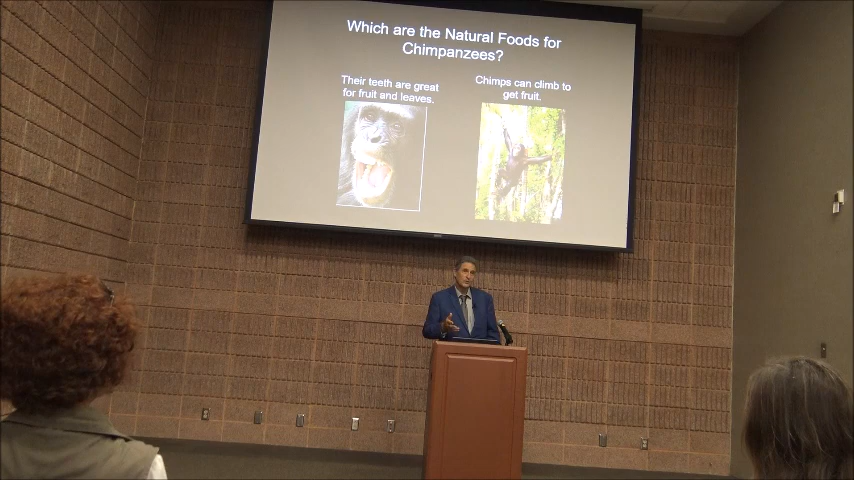 Which are the Natural Foods for
Chimpanzees?
Their teeth are great
for fruit and leaves.
Chimps can climb to
get fruit.